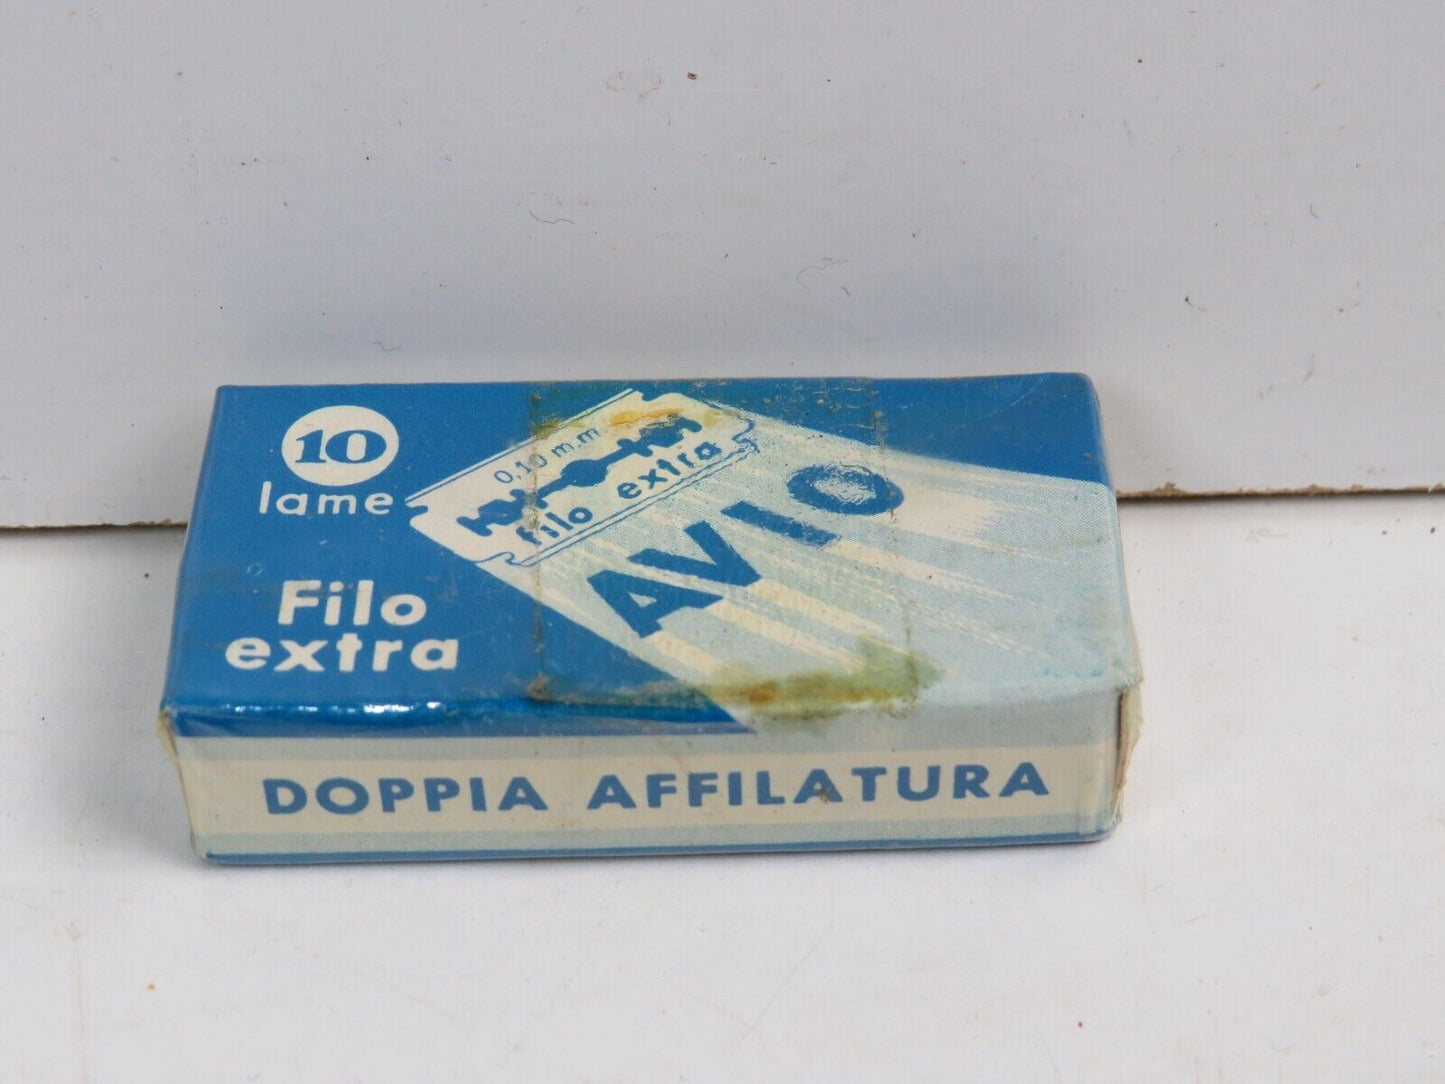 10
lame
Filo
extra
0,10 m.m
filo extra
AVIO
DOPPIA AFFILATURA